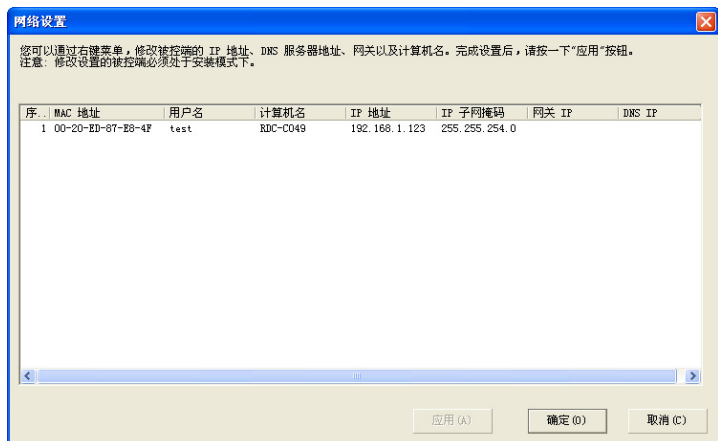 网络设置
您可以通过右键菜单，修改被控端的 IP 地址、DNS 服务器地址、网关以及计算机名。完成设置后，请按一下"应用"按钮。
注意: 修改设置的被控端必须处于安装模式下。
序.. MAC 地址 用户名 计算机名 IP 地址 IP 子网掩码 网关 IP DNS IP
1 00-20-ED-87-E8-4F test RDC-C049 192.168.1.123 255.255.254.0
应用(A) 确定(O) 取消(C)